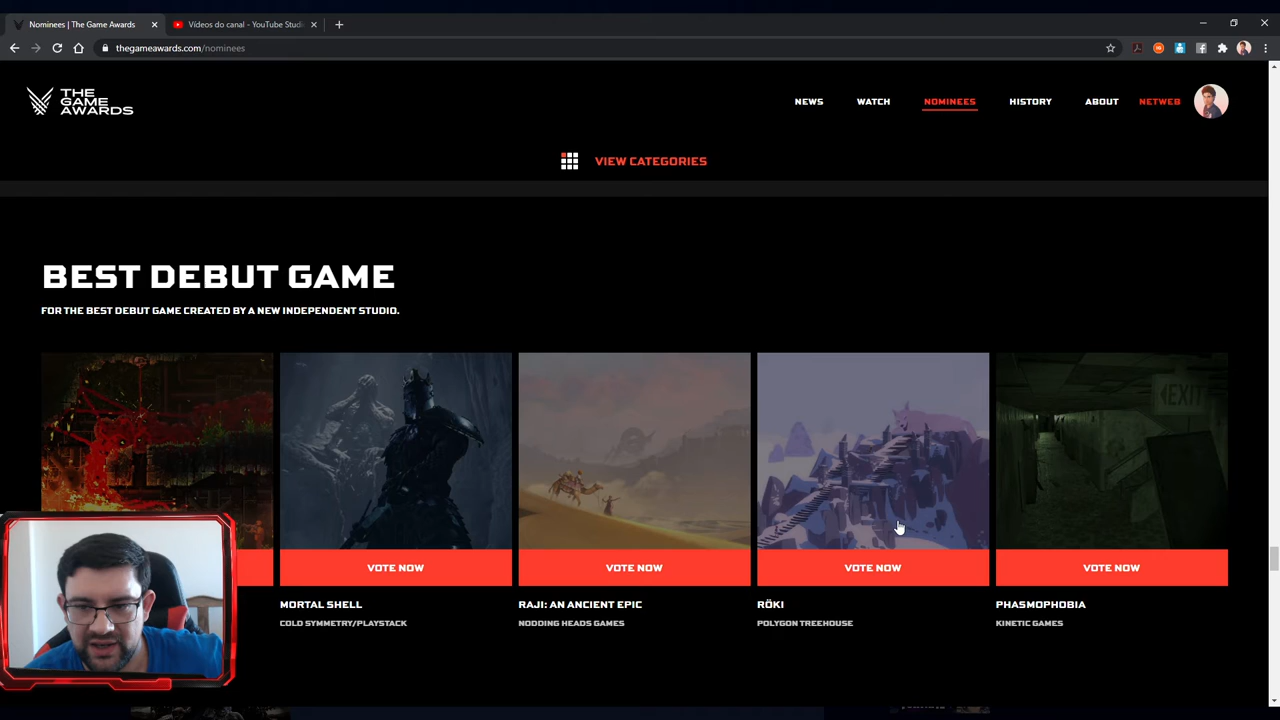 Nominees | The Game Awards
Vídeos do canal - YouTube Studi
thegameawards.com/nominees
THE
GAME
AWARDS
NEWS
WATCH
NOMINEES
HISTORY
ABOUT
NETWEB
VIEW CATEGORIES
BEST DEBUT GAME
FOR THE BEST DEBUT GAME CREATED BY A NEW INDEPENDENT STUDIO.
EXIT
VOTE NOW
VOTE NOW
VOTE NOW
VOTE NOW
MORTAL SHELL
RAJI: AN ANCIENT EPIC
RÖKI
PHASMOPHOBIA
COLD SYMMETRY/PLAYSTACK
NODDING HEADS GAMES
POLYGON TREEHOUSE
KINETIC GAMES